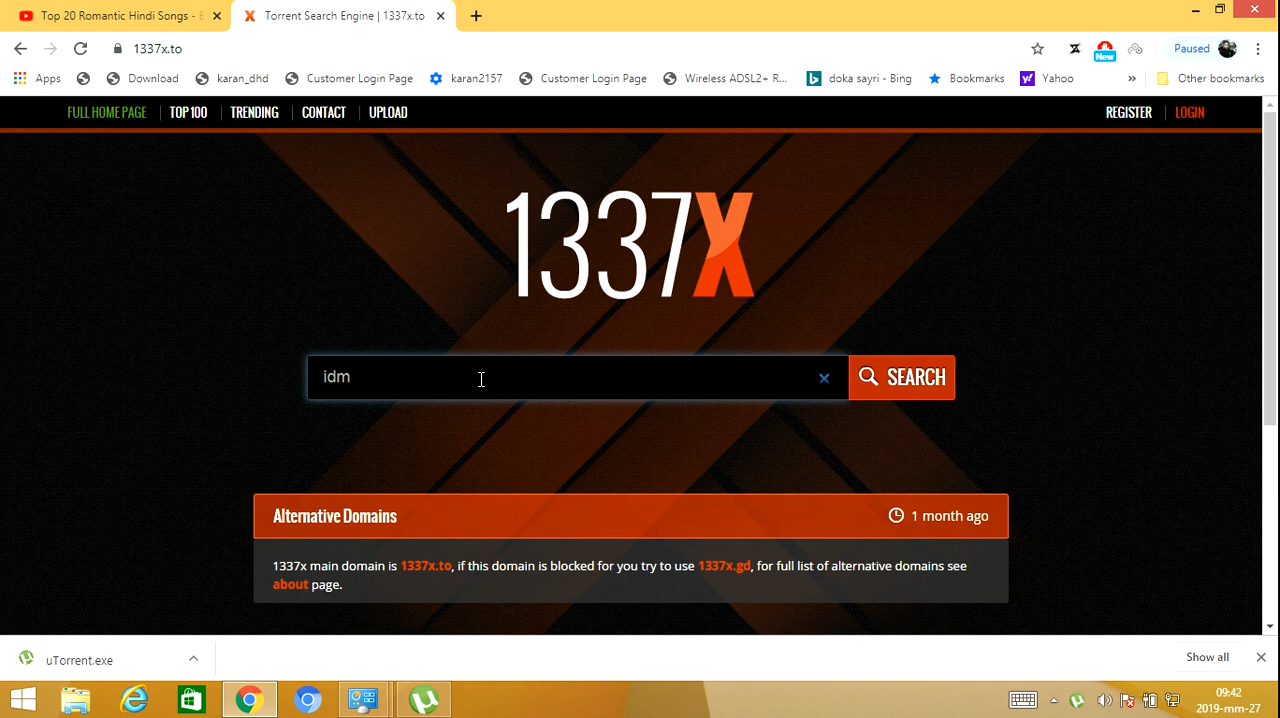 Top 20 Romantic Hindi Songs -
Torrent Search Engine | 1337x.to
1337x.to
Paused
New
Apps
Download
karan_dhd
Customer Login Page
karan2157
Customer Login Page
Wireless ADSL2+ R...
doka sayri - Bing
Bookmarks
Yahoo
»
Other bookmarks
FULL HOME PAGE
TOP 100
TRENDING
CONTACT
UPLOAD
REGISTER
LOGIN
1337X
idm
SEARCH
Alternative Domains
1 month ago
1337x main domain is 1337x.to, if this domain is blocked for you try to use 1337x.gd, for full list of alternative domains see
about page.
uTorrent.exe
Show all
09:42
2019-mm-27